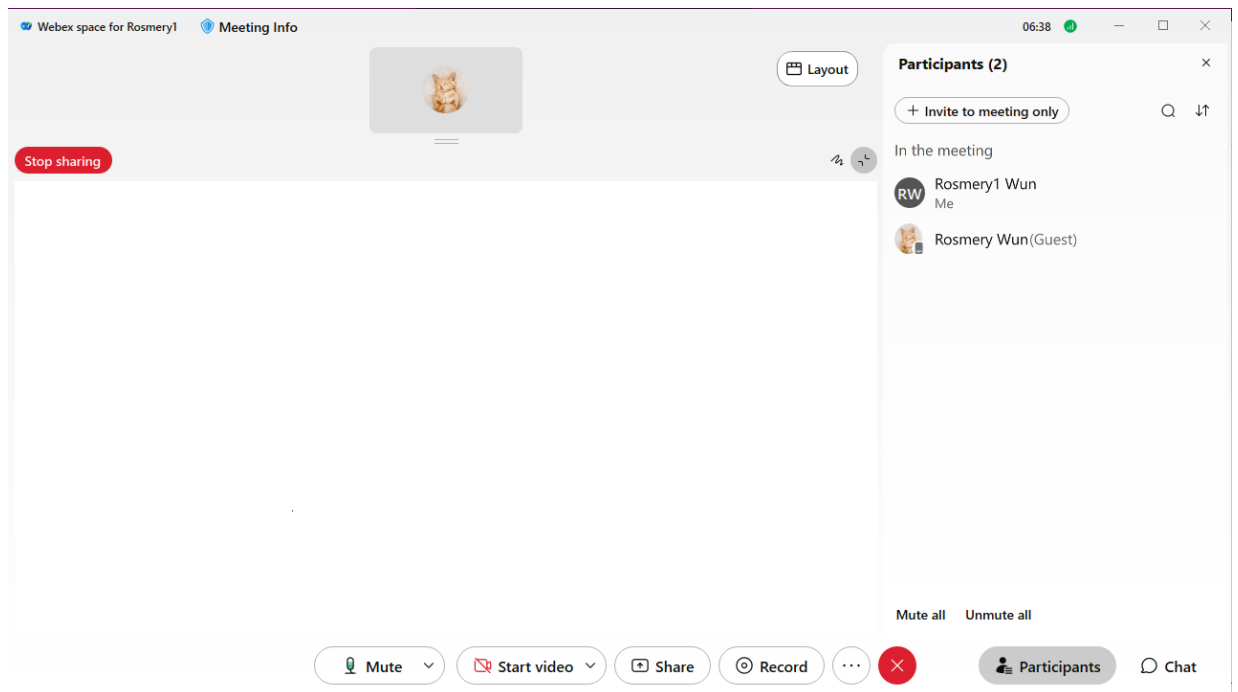 Webex space for Rosmery1 Meeting Info 06:38
Layout
Participants (2)
Invite to meeting only
Stop sharing
In the meeting
RW Rosmery1 Wun
Me
Rosmery Wun(Guest)
Mute all Unmute all
Mute Start video Share Record ... Participants Chat